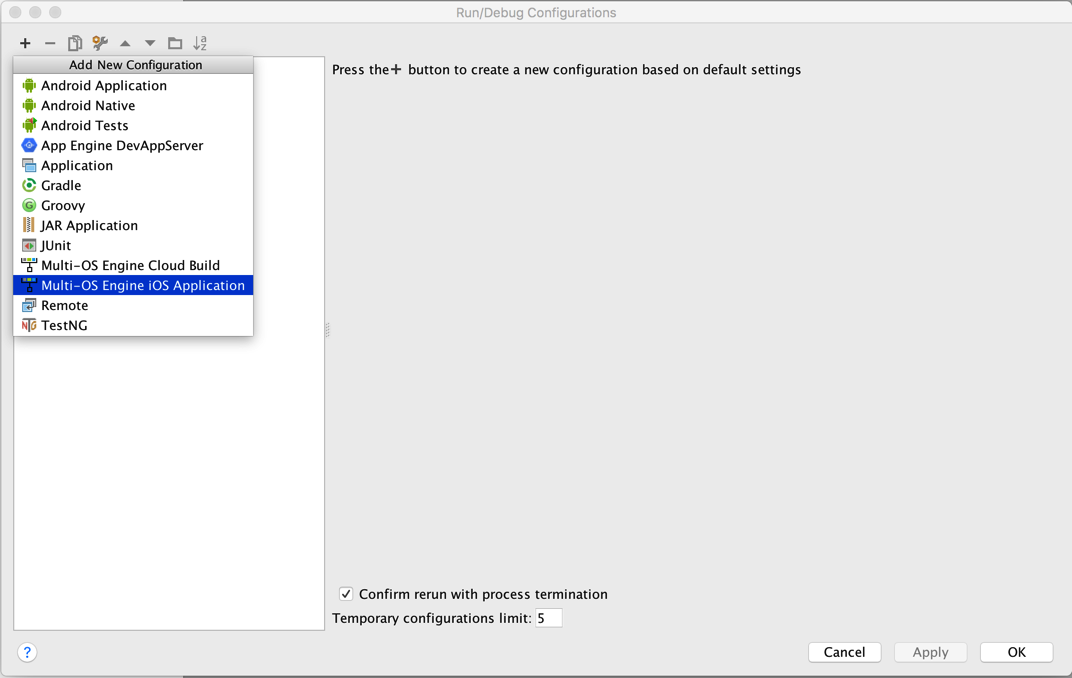 Run/Debug Configurations
Add New Configuration
Press the+ button to create a new configuration based on default settings
Android Application
Android Native
Android Tests
App Engine DevAppServer
Application
Gradle
Groovy
JAR Application
JUnit
Multi-OS Engine Cloud Build
Multi-OS Engine iOS Application
Remote
TestNG
Confirm rerun with process termination
Temporary configurations limit: 5
? Cancel Apply OK